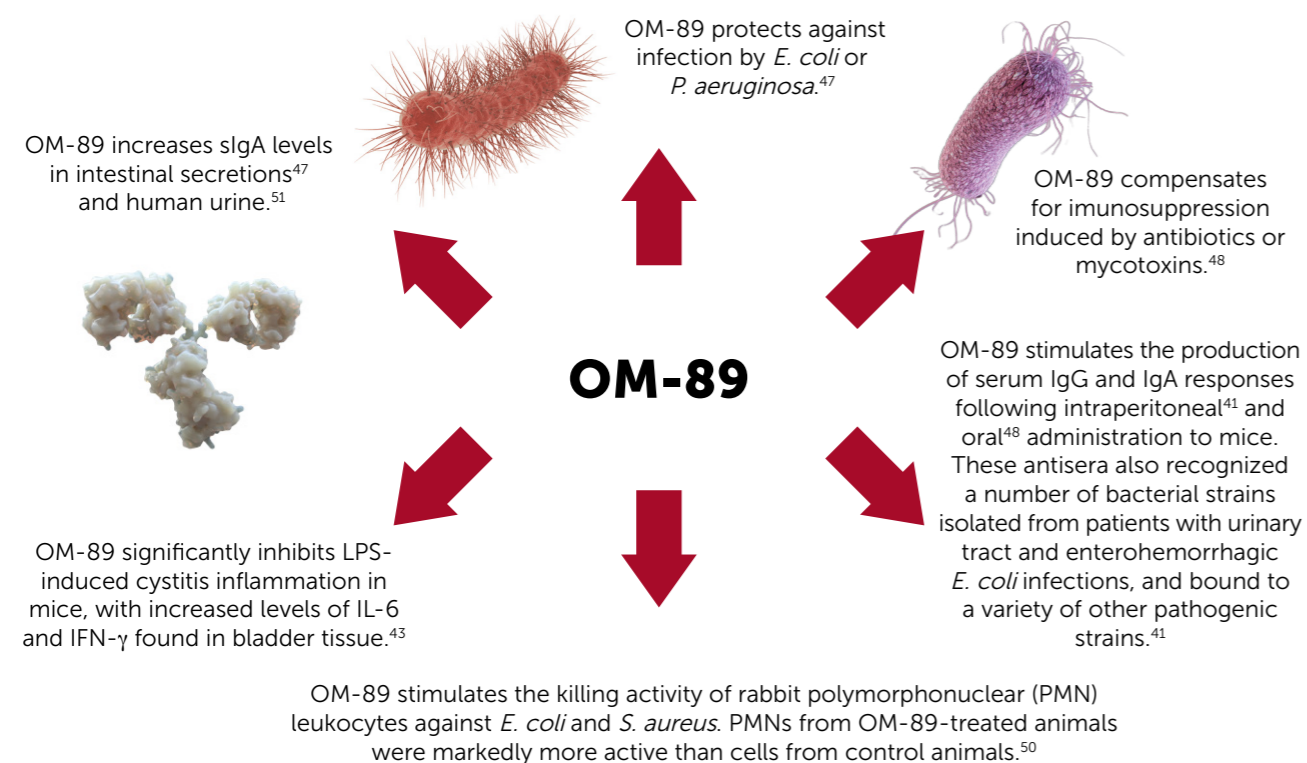 OM-89 protects against
infection by E. coli or
P. aeruginosa.⁴⁷
OM-89 increases sIgA levels
in intestinal secretions⁴⁷
and human urine.⁵¹
OM-89 compensates
for imunosuppression
induced by antibiotics or
mycotoxins.⁴⁸
OM-89
OM-89 stimulates the production
of serum IgG and IgA responses
following intraperitoneal⁴¹ and
oral⁴⁸ administration to mice.
These antisera also recognized
a number of bacterial strains
isolated from patients with urinary
tract and enterohemorrhagic
E. coli infections, and bound to
a variety of other pathogenic
strains.⁴¹
OM-89 significantly inhibits LPS-
induced cystitis inflammation in
mice, with increased levels of IL-6
and IFN-γ found in bladder tissue.⁴³
OM-89 stimulates the killing activity of rabbit polymorphonuclear (PMN)
leukocytes against E. coli and S. aureus. PMNs from OM-89-treated animals
were markedly more active than cells from control animals.⁵⁰